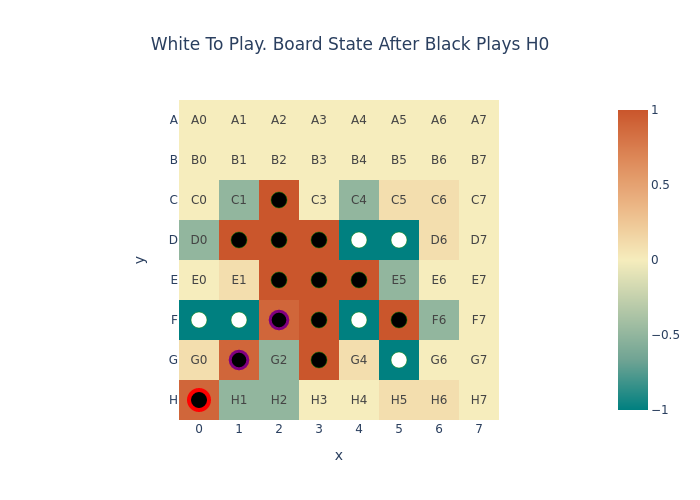 White To Play. Board State After Black Plays H0
A A0 A1 A2 A3 A4 A5 A6 A7
B B0 B1 B2 B3 B4 B5 B6 B7
C C0 C1 C3 C4 C5 C6 C7
D D0 D6 D7
E E0 E1 E5 E6 E7
F F6 F7
G G0 G2 G4 G6 G7
H H1 H2 H3 H4 H5 H6 H7
0 1 2 3 4 5 6 7
x
y
1
0.5
0
−0.5
−1